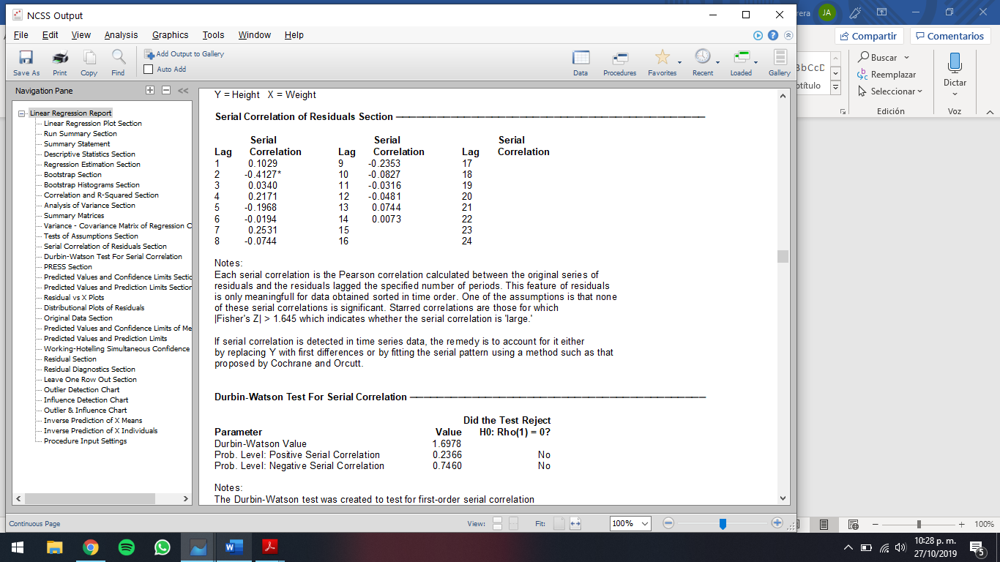 NCSS Output
rera JA
File Edit View Analysis Graphics Tools Window Help
Compartir Comentarios
Save As Print Copy Find
Add Output to Gallery
Auto Add
Data Procedures Favorites Recent Loaded Gallery
Buscar
Reemplazar
Seleccionar
Edición
Dictar
Voz
BbCcD
btítulo
Navigation Pane
<<
Linear Regression Report
Linear Regression Plot Section
Run Summary Section
Summary Statement
Descriptive Statistics Section
Regression Estimation Section
Bootstrap Section
Bootstrap Histograms Section
Correlation and R-Squared Section
Analysis of Variance Section
Summary Matrices
Variance - Covariance Matrix of Regression C
Tests of Assumptions Section
Serial Correlation of Residuals Section
Durbin-Watson Test For Serial Correlation
PRESS Section
Predicted Values and Confidence Limits Sectic
Predicted Values and Prediction Limits Section
Residual vs X Plots
Distributional Plots of Residuals
Original Data Section
Predicted Values and Confidence Limits of Me
Predicted Values and Prediction Limits
Working-Hotelling Simultaneous Confidence
Residual Section
Residual Diagnostics Section
Leave One Row Out Section
Outlier Detection Chart
Influence Detection Chart
Outlier & Influence Chart
Inverse Prediction of X Means
Inverse Prediction of X Individuals
Procedure Input Settings
Y = Height X = Weight
Serial Correlation of Residuals Section
Serial Serial Serial
Lag Correlation Lag Correlation Lag Correlation
1 0.1029 9 -0.2353 17
2 -0.4127* 10 -0.0827 18
3 0.0340 11 -0.0316 19
4 0.2171 12 -0.0481 20
5 -0.1968 13 0.0744 21
6 -0.0194 14 0.0073 22
7 0.2531 15 23
8 -0.0744 16 24
Notes:
Each serial correlation is the Pearson correlation calculated between the original series of
residuals and the residuals lagged the specified number of periods. This feature of residuals
is only meaningfull for data obtained sorted in time order. One of the assumptions is that none
of these serial correlations is significant. Starred correlations are those for which
|Fisher's Z| > 1.645 which indicates whether the serial correlation is 'large.'
If serial correlation is detected in time series data, the remedy is to account for it either
by replacing Y with first differences or by fitting the serial pattern using a method such as that
proposed by Cochrane and Orcutt.
Durbin-Watson Test For Serial Correlation
Did the Test Reject
Parameter Value H0: Rho(1) = 0?
Durbin-Watson Value 1.6978
Prob. Level: Positive Serial Correlation 0.2366 No
Prob. Level: Negative Serial Correlation 0.7460 No
Notes:
The Durbin-Watson test was created to test for first-order serial correlation
Continuous Page View: Fit: 100%
100%
10:28 p. m.
27/10/2019
5